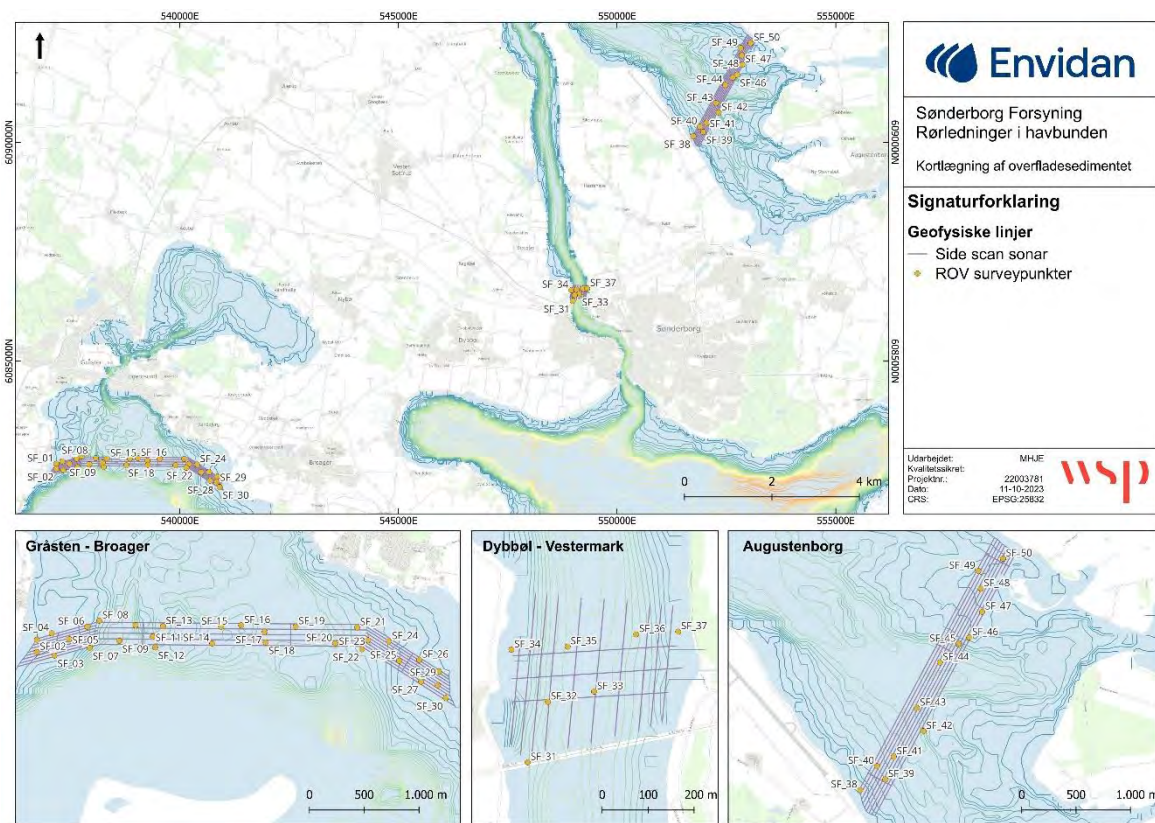 540000E 545000E 550000E 555000E
6090000N
6085000N
SF_49 SF_50
SF_48 SF_47
SF_44 SF_46
SF_43 SF_42
SF_40 SF_41
SF_38 SF_39
SF_34 SF_37
SF_31 SF_33
Sønderborg
Dybbøl
Broager
SF_01 SF_08 SF_15 SF_16 SF_24
SF_02 SF_09 SF_18 SF_22 SF_29
SF_28 SF_30
0 2 4 km
540000E 545000E 550000E 555000E
6090000N
6085000N
Envidan
Sønderborg Forsyning
Rørledninger i havbunden
Kortlægning af overfladesedimentet
Signaturforklaring
Geofysiske linjer
Side scan sonar
ROV surveypunkter
Udarbejdet: MHJE
Kvalitetssikret:
Projektnr.: 22003781
Dato: 11-10-2023
CRS: EPSG:25832
wsp
Gråsten - Broager
SF_04 SF_06 SF_08 SF_13 SF_15 SF_16 SF_19 SF_21
SF_02 SF_05 SF_09 SF_11 SF_14 SF_17 SF_20 SF_23 SF_24
SF_03 SF_07 SF_12 SF_18 SF_22 SF_25 SF_26
SF_29
SF_27
SF_30
0 500 1.000 m
Dybbøl - Vestermark
SF_34 SF_35 SF_36 SF_37
SF_32 SF_33
SF_31
0 100 200 m
Augustenborg
SF_50
SF_49
SF_48
SF_47
SF_45 SF_46
SF_44
SF_43
SF_42
SF_40 SF_41
SF_38 SF_39
0 500 1.000 m